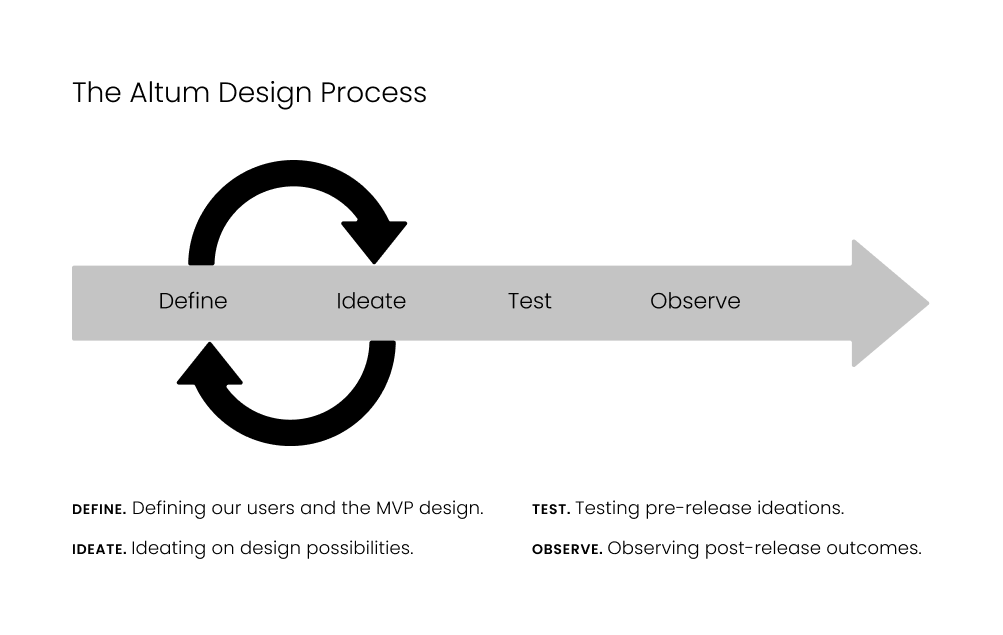 The Altum Design Process
Define Ideate Test Observe
DEFINE. Defining our users and the MVP design.
IDEATE. Ideating on design possibilities.
TEST. Testing pre-release ideations.
OBSERVE. Observing post-release outcomes.